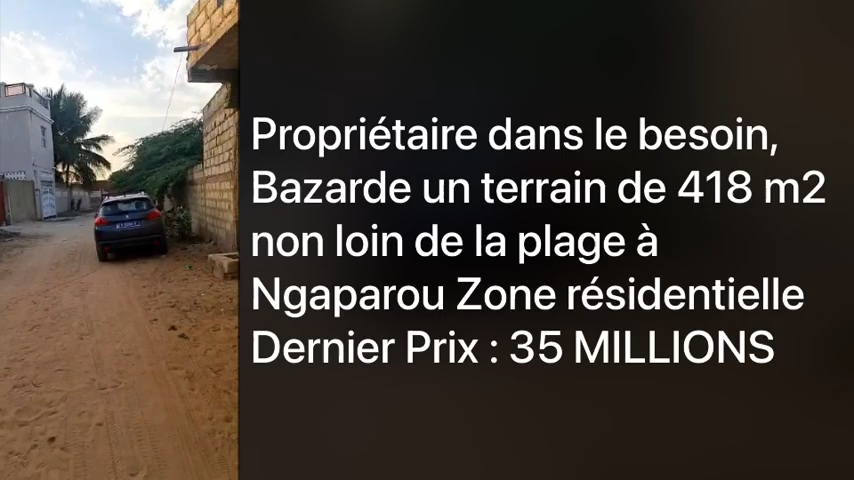 Propriétaire dans le besoin,
Bazarde un terrain de 418 m2
non loin de la plage à
Ngaparou Zone résidentielle
Dernier Prix : 35 MILLIONS